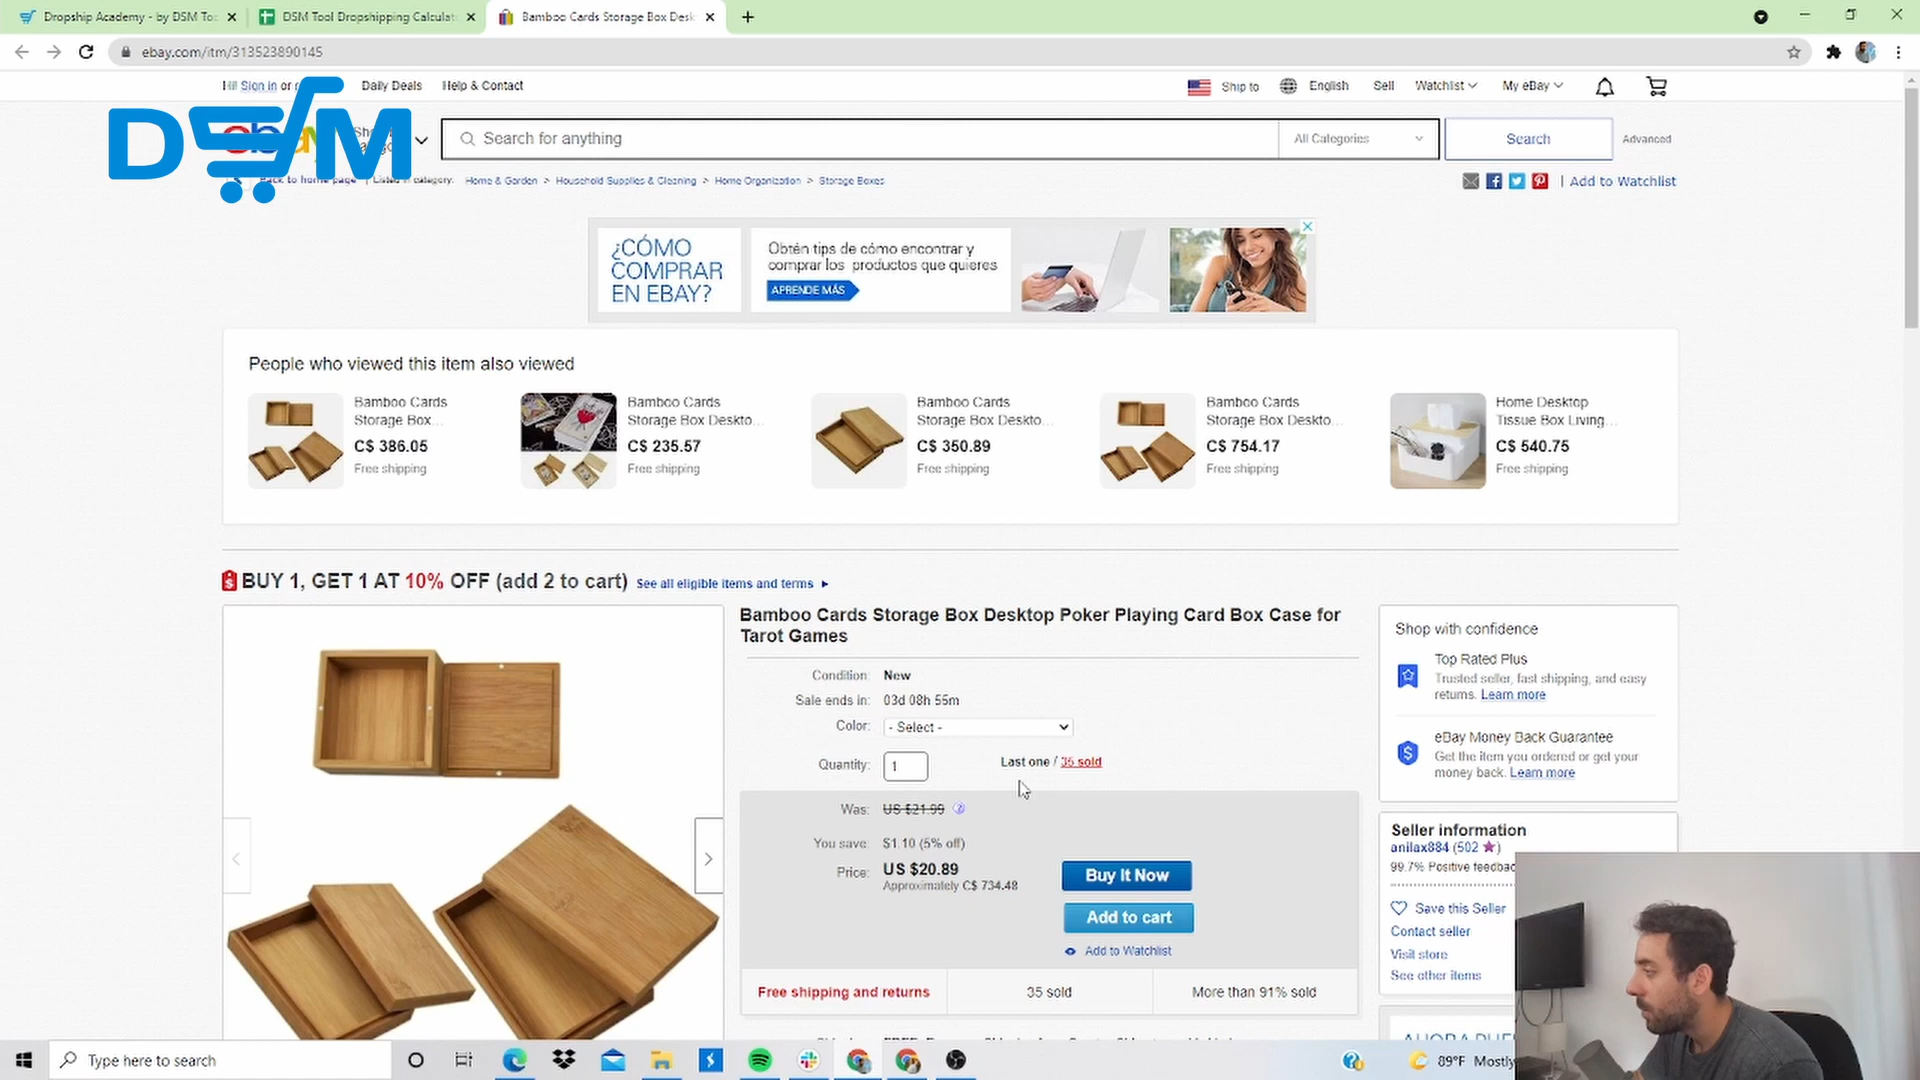 Dropship Academy - by DSM To
DSM Tool Dropshipping Calculat
Bamboo Cards Storage Box Desk
ebay.com/itm/313523890145
Sign in or
Daily Deals
Help & Contact
Ship to
English
Sell
Watchlist
My eBay
DSM
Search for anything
All Categories
Search
Advanced
Back to home page
Listed in category:
Home & Garden > Household Supplies & Cleaning > Home Organization > Storage Boxes
| Add to Watchlist
¿CÓMO
COMPRAR
EN EBAY?
Obtén tips de cómo encontrar y
comprar los productos que quieres
APRENDE MÁS
People who viewed this item also viewed
Bamboo Cards
Storage Box...
C$ 386.05
Free shipping
Bamboo Cards
Storage Box Deskto...
C$ 235.57
Free shipping
Bamboo Cards
Storage Box Deskto...
C$ 350.89
Free shipping
Bamboo Cards
Storage Box Deskto...
C$ 754.17
Free shipping
Home Desktop
Tissue Box Living...
C$ 540.75
Free shipping
BUY 1, GET 1 AT 10% OFF (add 2 to cart) See all eligible items and terms
Bamboo Cards Storage Box Desktop Poker Playing Card Box Case for
Tarot Games
Condition: New
Sale ends in: 03d 08h 55m
Color: - Select -
Quantity: 1
Last one / 35 sold
Was: US $21.99
You save: $1.10 (5% off)
Price: US $20.89
Approximately C$ 734.48
Buy It Now
Add to cart
Add to Watchlist
Free shipping and returns
35 sold
More than 91% sold
Shop with confidence
Top Rated Plus
Trusted seller, fast shipping, and easy
returns. Learn more
eBay Money Back Guarantee
Get the item you ordered or get your
money back. Learn more
Seller information
anilax884 (502 ★)
99.7% Positive feedbac
Save this Seller
Contact seller
Visit store
See other items
Type here to search
89°F Mostly